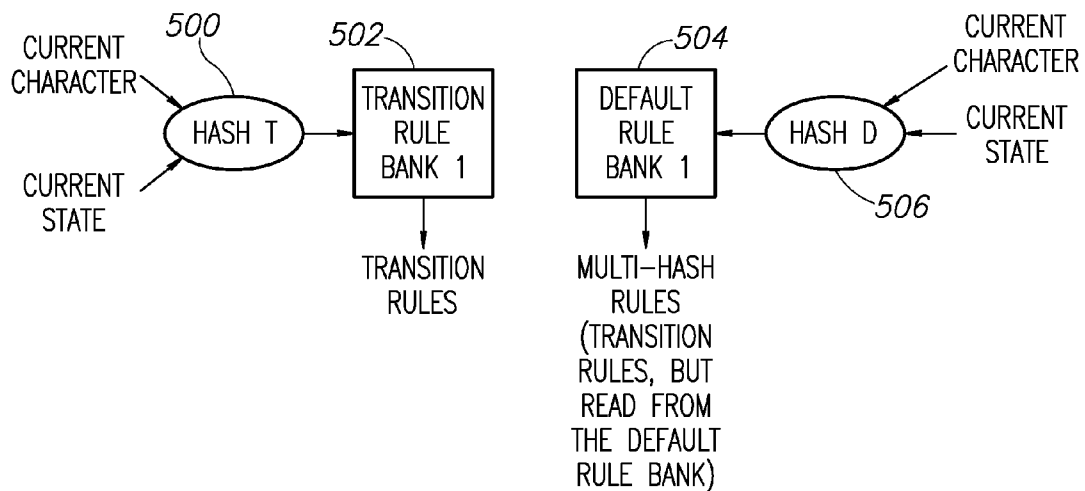 CURRENT
CHARACTER
500
HASH T
CURRENT
STATE
502
TRANSITION
RULE
BANK 1
TRANSITION
RULES
504
DEFAULT
RULE
BANK 1
MULTI-HASH
RULES
(TRANSITION
RULES, BUT
READ FROM
THE DEFAULT
RULE BANK)
CURRENT
CHARACTER
HASH D
CURRENT
STATE
506